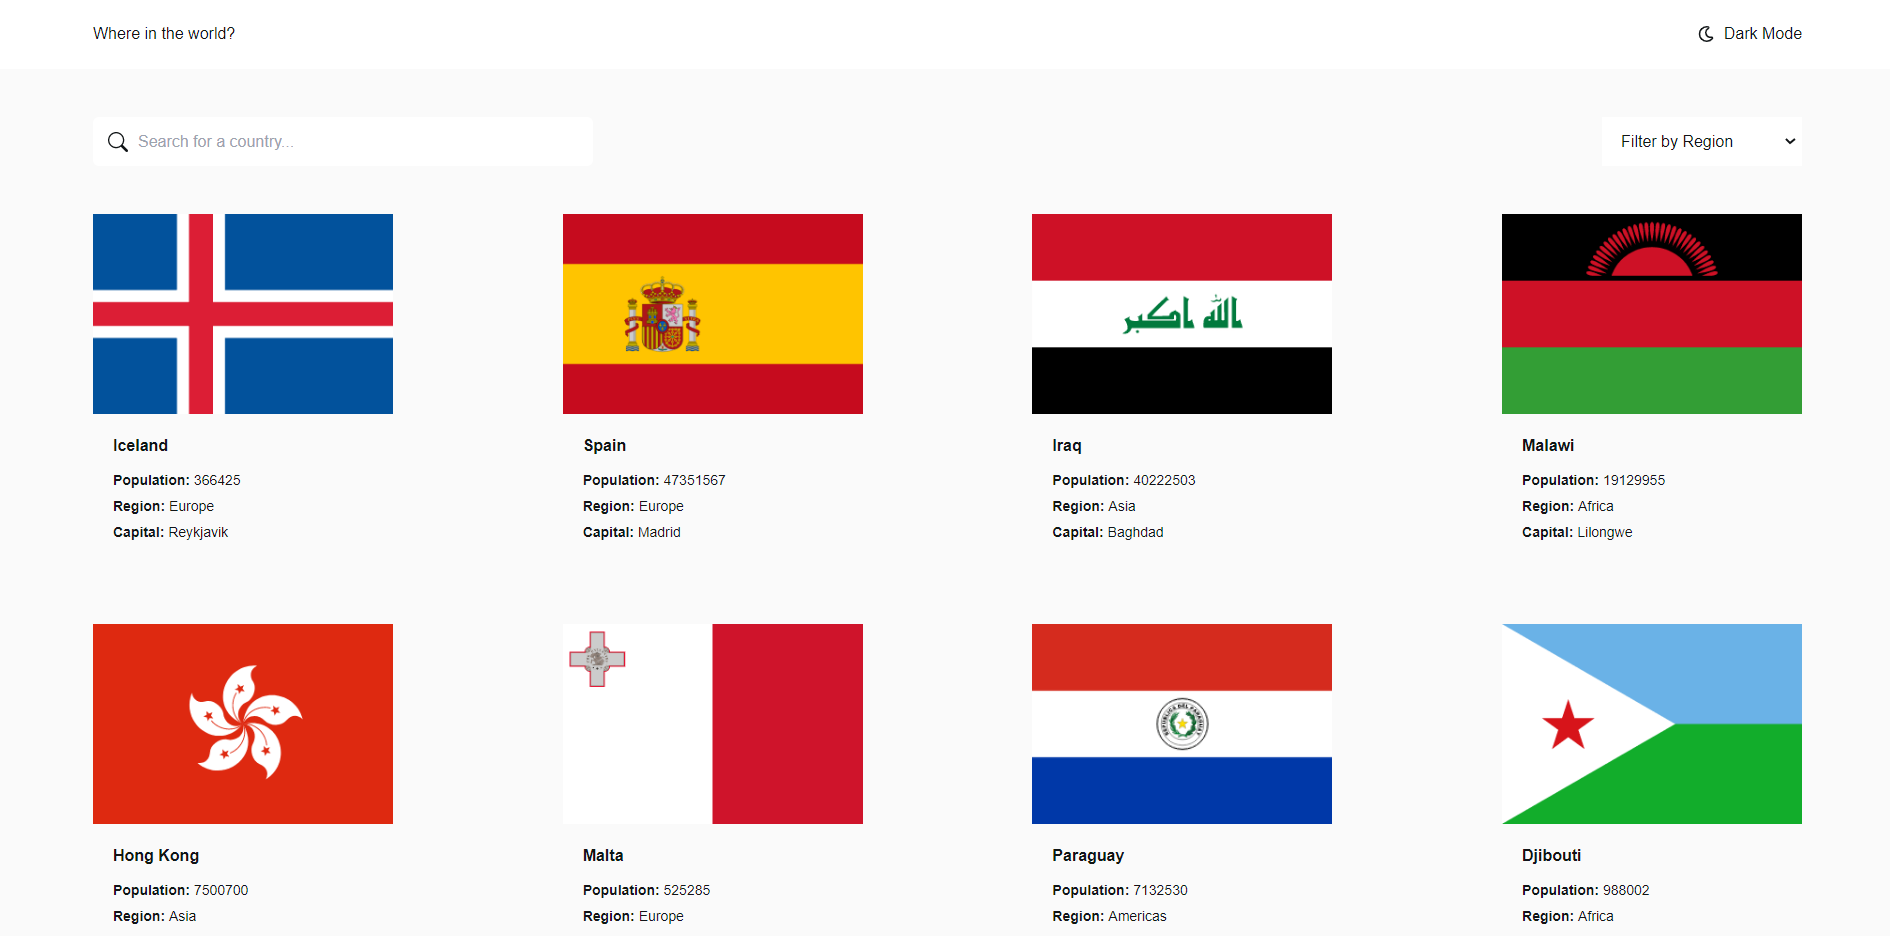 Where in the world?
Dark Mode
Search for a country...
Filter by Region
الله اكبر
Iceland
Population: 366425
Region: Europe
Capital: Reykjavik
Spain
Population: 47351567
Region: Europe
Capital: Madrid
Iraq
Population: 40222503
Region: Asia
Capital: Baghdad
Malawi
Population: 19129955
Region: Africa
Capital: Lilongwe
REPUBLICA DEL PARAGUAY
Hong Kong
Population: 7500700
Region: Asia
Malta
Population: 525285
Region: Europe
Paraguay
Population: 7132530
Region: Americas
Djibouti
Population: 988002
Region: Africa